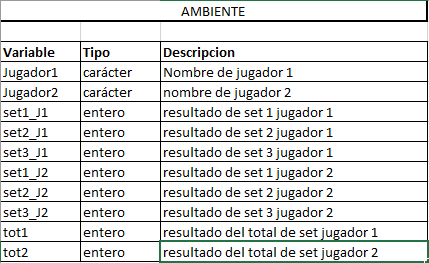 AMBIENTE
Variable Tipo Descripcion
Jugador1 carácter Nombre de jugador 1
Jugador2 carácter nombre de jugador 2
set1_J1 entero resultado de set 1 jugador 1
set2_J1 entero resultado de set 2 jugador 1
set3_J1 entero resultado de set 3 jugador 1
set1_J2 entero resultado de set 1 jugador 2
set2_J2 entero resultado de set 2 jugador 2
set3_J2 entero resultado de set 3 jugador 2
tot1 entero resultado del total de set jugador 1
tot2 entero resultado del total de set jugador 2